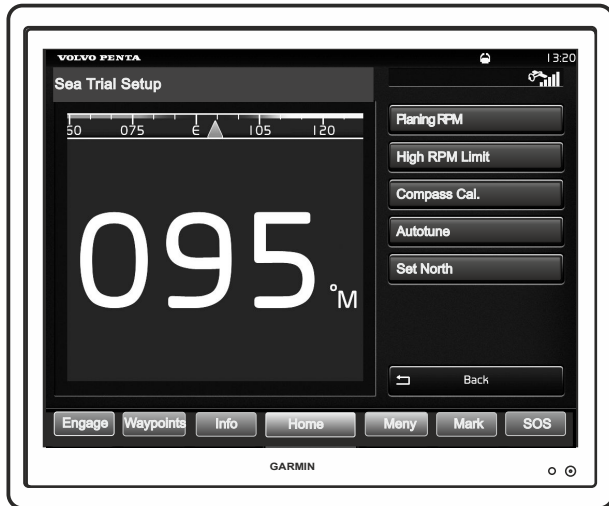 VOLVO PENTA 13:20
Sea Trial Setup
60 075 E 105 120
095 °M
Planing RPM
High RPM Limit
Compass Cal.
Autotune
Set North
Back
Engage Waypoints Info Home Meny Mark SOS
GARMIN